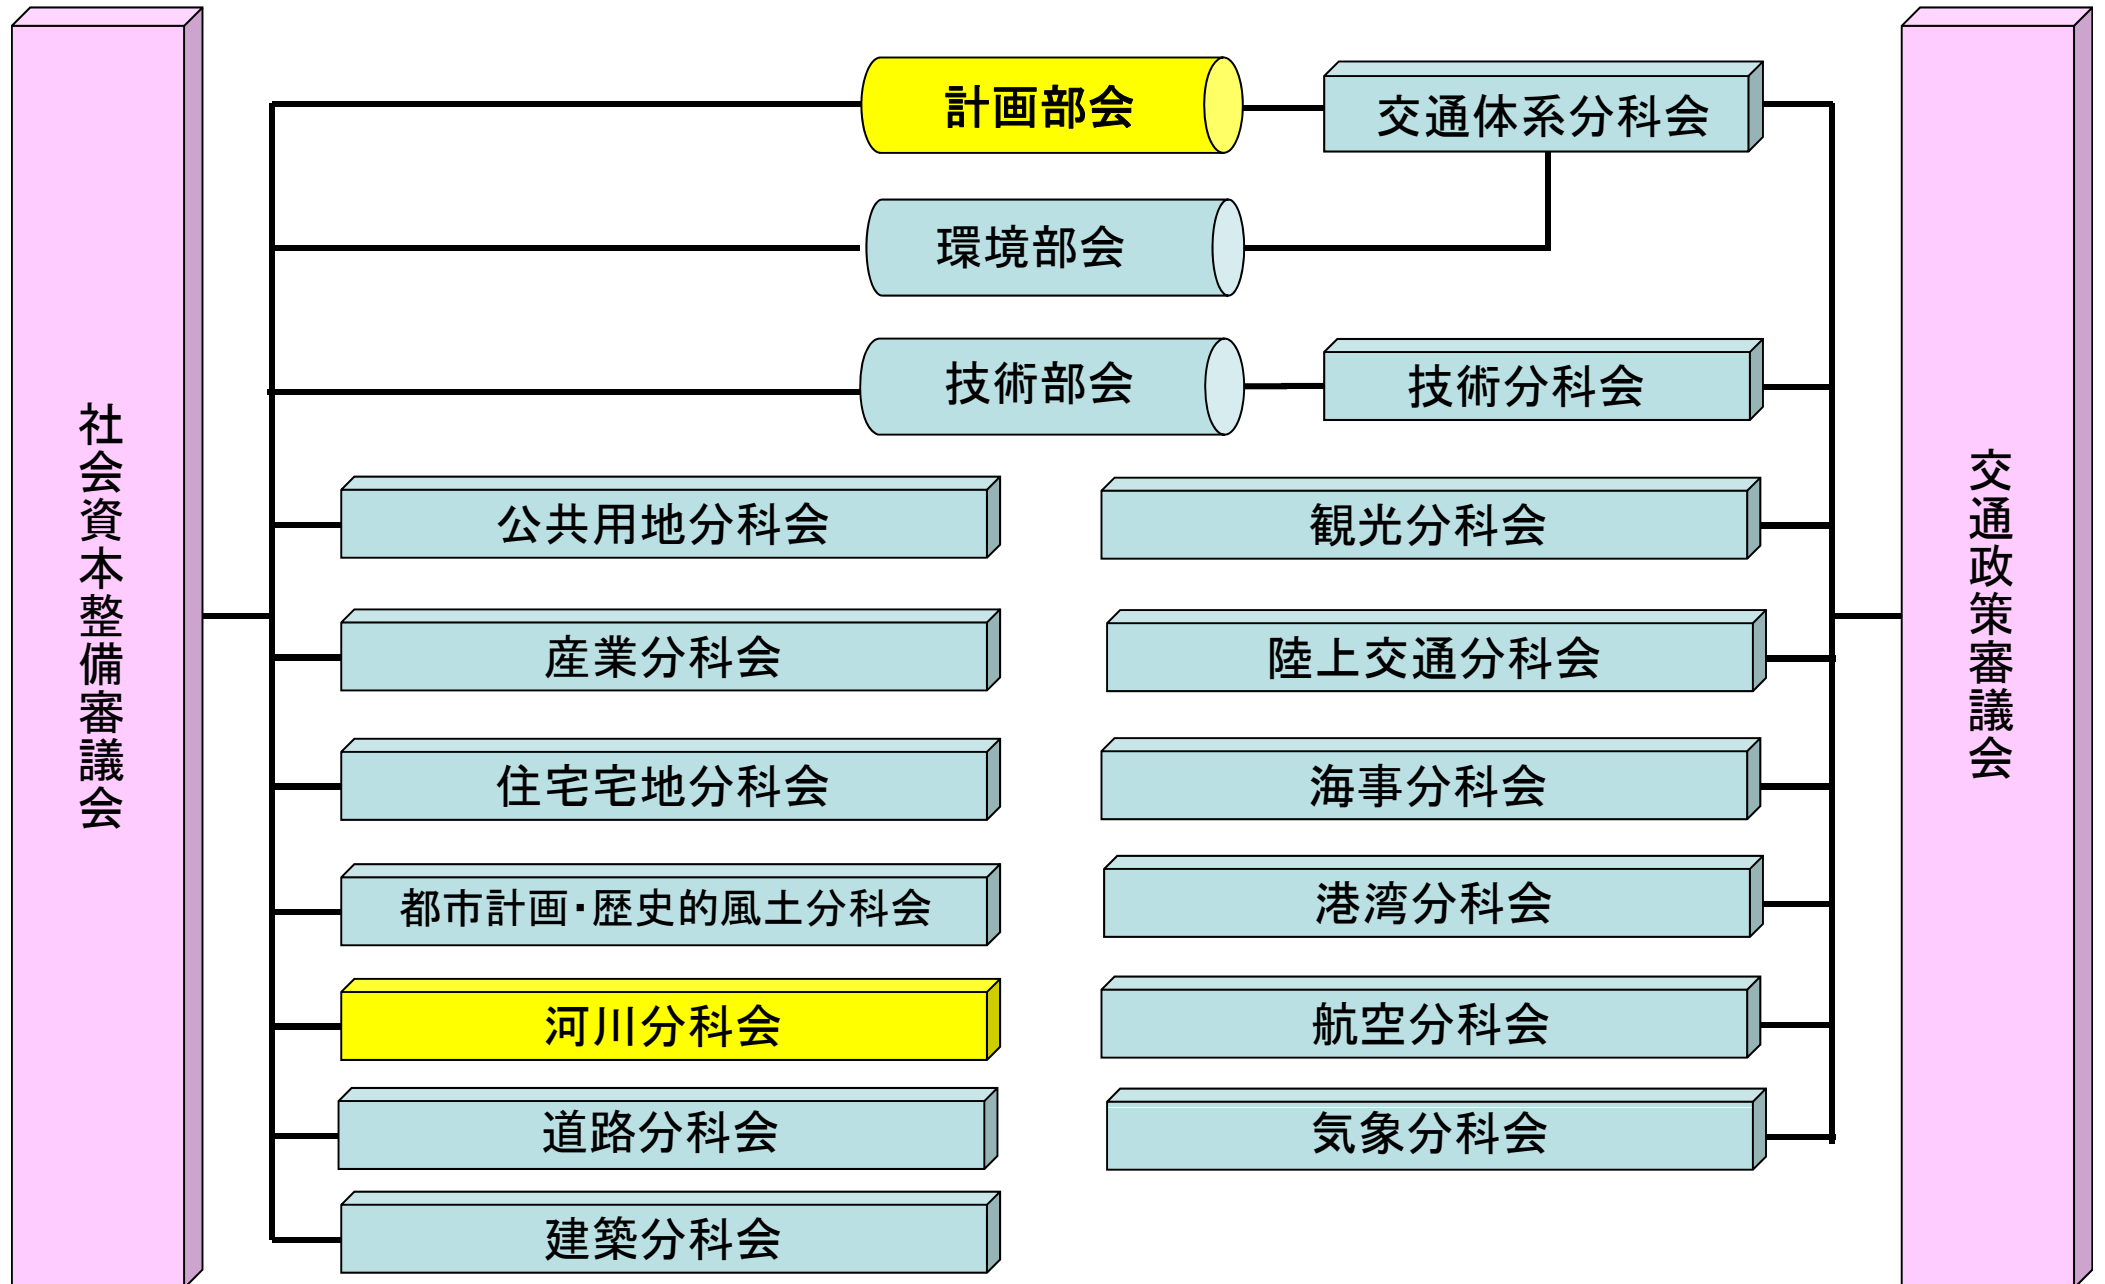 社会資本整備審議会
計画部会
交通体系分科会
環境部会
技術部会
技術分科会
公共用地分科会
観光分科会
産業分科会
陸上交通分科会
住宅宅地分科会
海事分科会
都市計画・歴史的風土分科会
港湾分科会
河川分科会
航空分科会
道路分科会
気象分科会
建築分科会
交通政策審議会